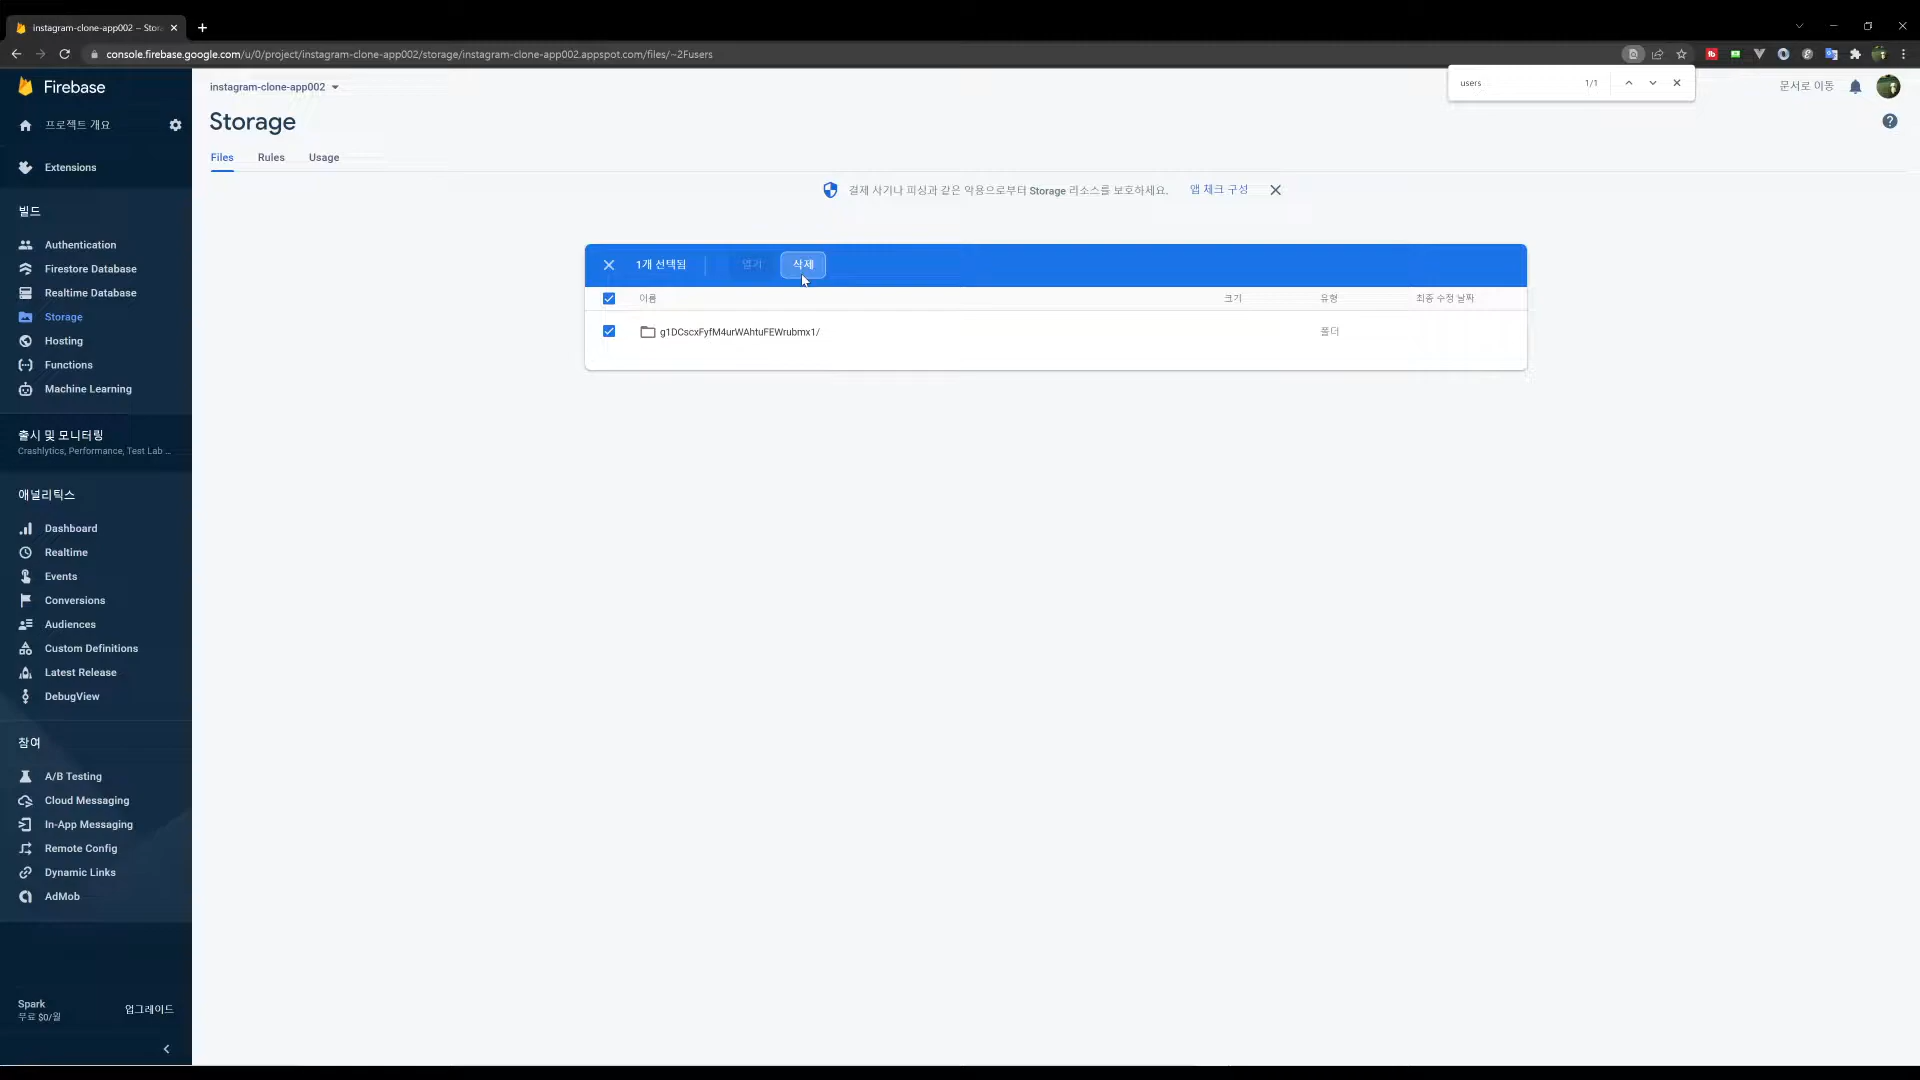 instagram-clone-app002 – Stora
console.firebase.google.com/u/0/project/instagram-clone-app002/storage/instagram-clone-app002.appspot.com/files/~2Fusers
users
1/1
Firebase
instagram-clone-app002
문서로 이동
프로젝트 개요
Storage
Files
Rules
Usage
Extensions
결제 사기나 피싱과 같은 악용으로부터 Storage 리소스를 보호하세요.
앱 체크 구성
빌드
Authentication
Firestore Database
Realtime Database
Storage
Hosting
Functions
Machine Learning
1개 선택됨
열기
삭제
이름
크기
유형
최종 수정 날짜
g1DCscxFyfM4urWAhtuFEWrubmx1/
폴더
출시 및 모니터링
Crashlytics, Performance, Test Lab ...
애널리틱스
Dashboard
Realtime
Events
Conversions
Audiences
Custom Definitions
Latest Release
DebugView
참여
A/B Testing
Cloud Messaging
In-App Messaging
Remote Config
Dynamic Links
AdMob
Spark
무료 $0/월
업그레이드